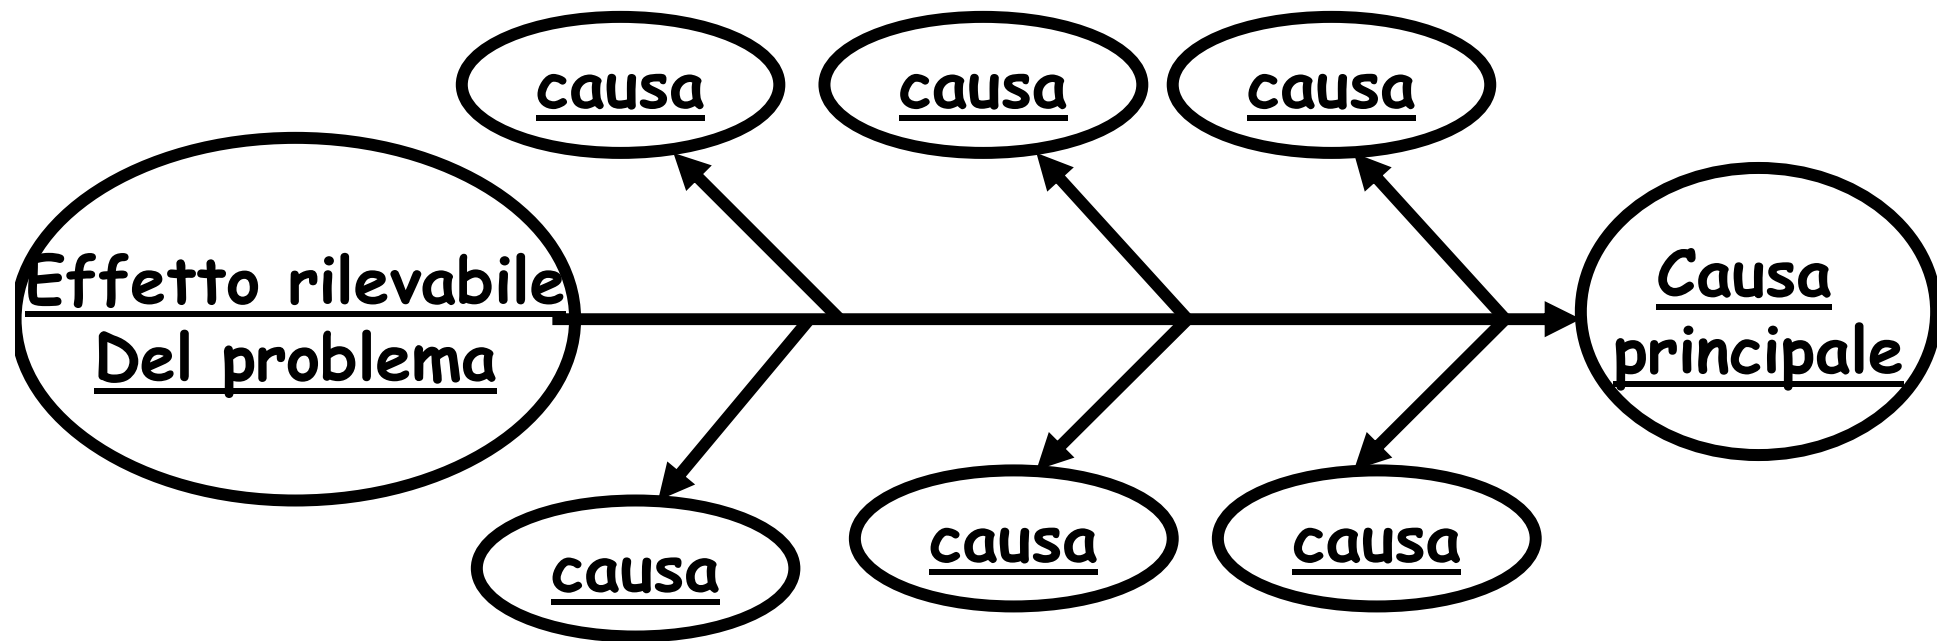 causa
causa
causa
Effetto rilevabile
Del problema
Causa
principale
causa
causa
causa